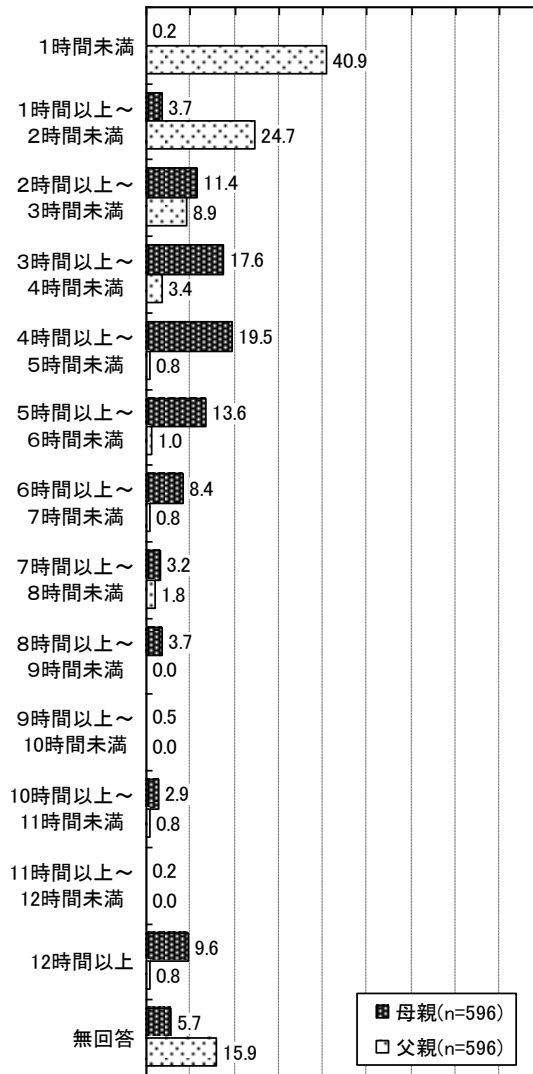 1時間未満
0.2
40.9
1時間以上～
2時間未満
3.7
24.7
2時間以上～
3時間未満
11.4
8.9
3時間以上～
4時間未満
17.6
3.4
4時間以上～
5時間未満
19.5
0.8
5時間以上～
6時間未満
13.6
1.0
6時間以上～
7時間未満
8.4
0.8
7時間以上～
8時間未満
3.2
1.8
8時間以上～
9時間未満
3.7
0.0
9時間以上～
10時間未満
0.5
0.0
10時間以上～
11時間未満
2.9
0.8
11時間以上～
12時間未満
0.2
0.0
12時間以上
9.6
0.8
無回答
5.7
15.9
母親(n=596)
父親(n=596)